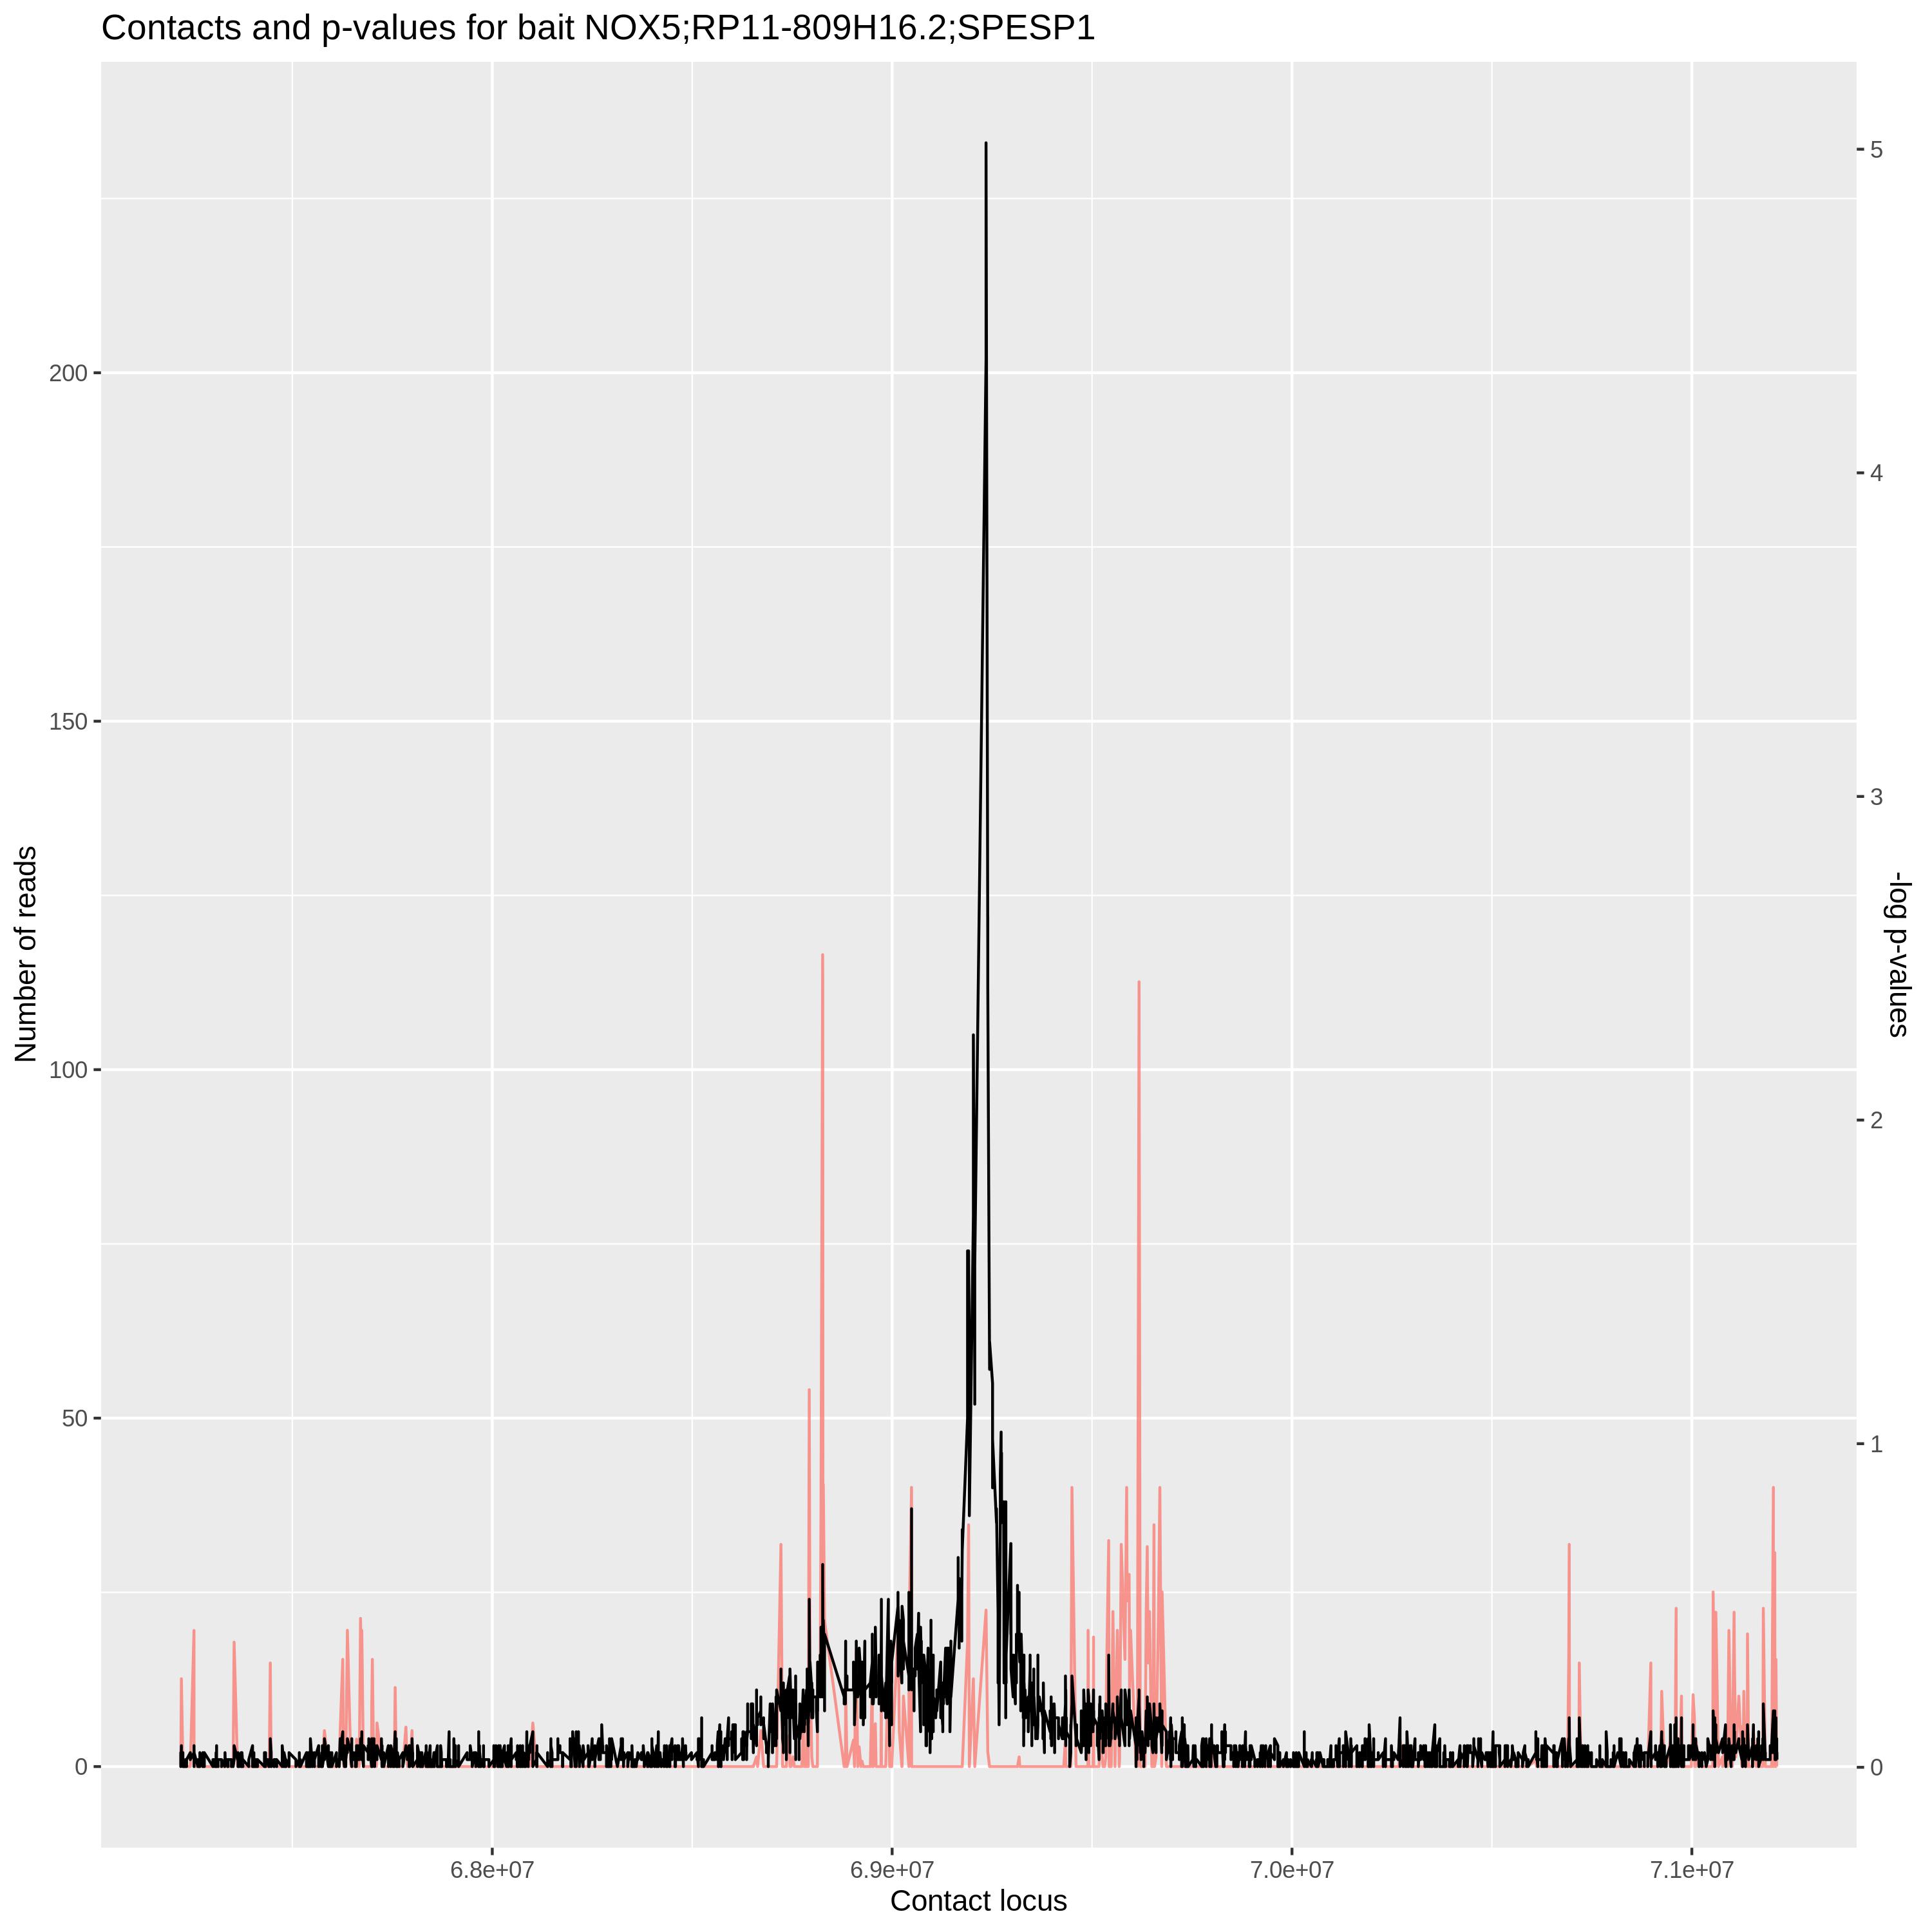 Contacts and p-values for bait NOX5;RP11-809H16.2;SPESP1
Number of reads
200
150
100
50
0
5
4
3
2
1
0
-log p-values
6.8e+07 6.9e+07 7.0e+07 7.1e+07
Contact locus